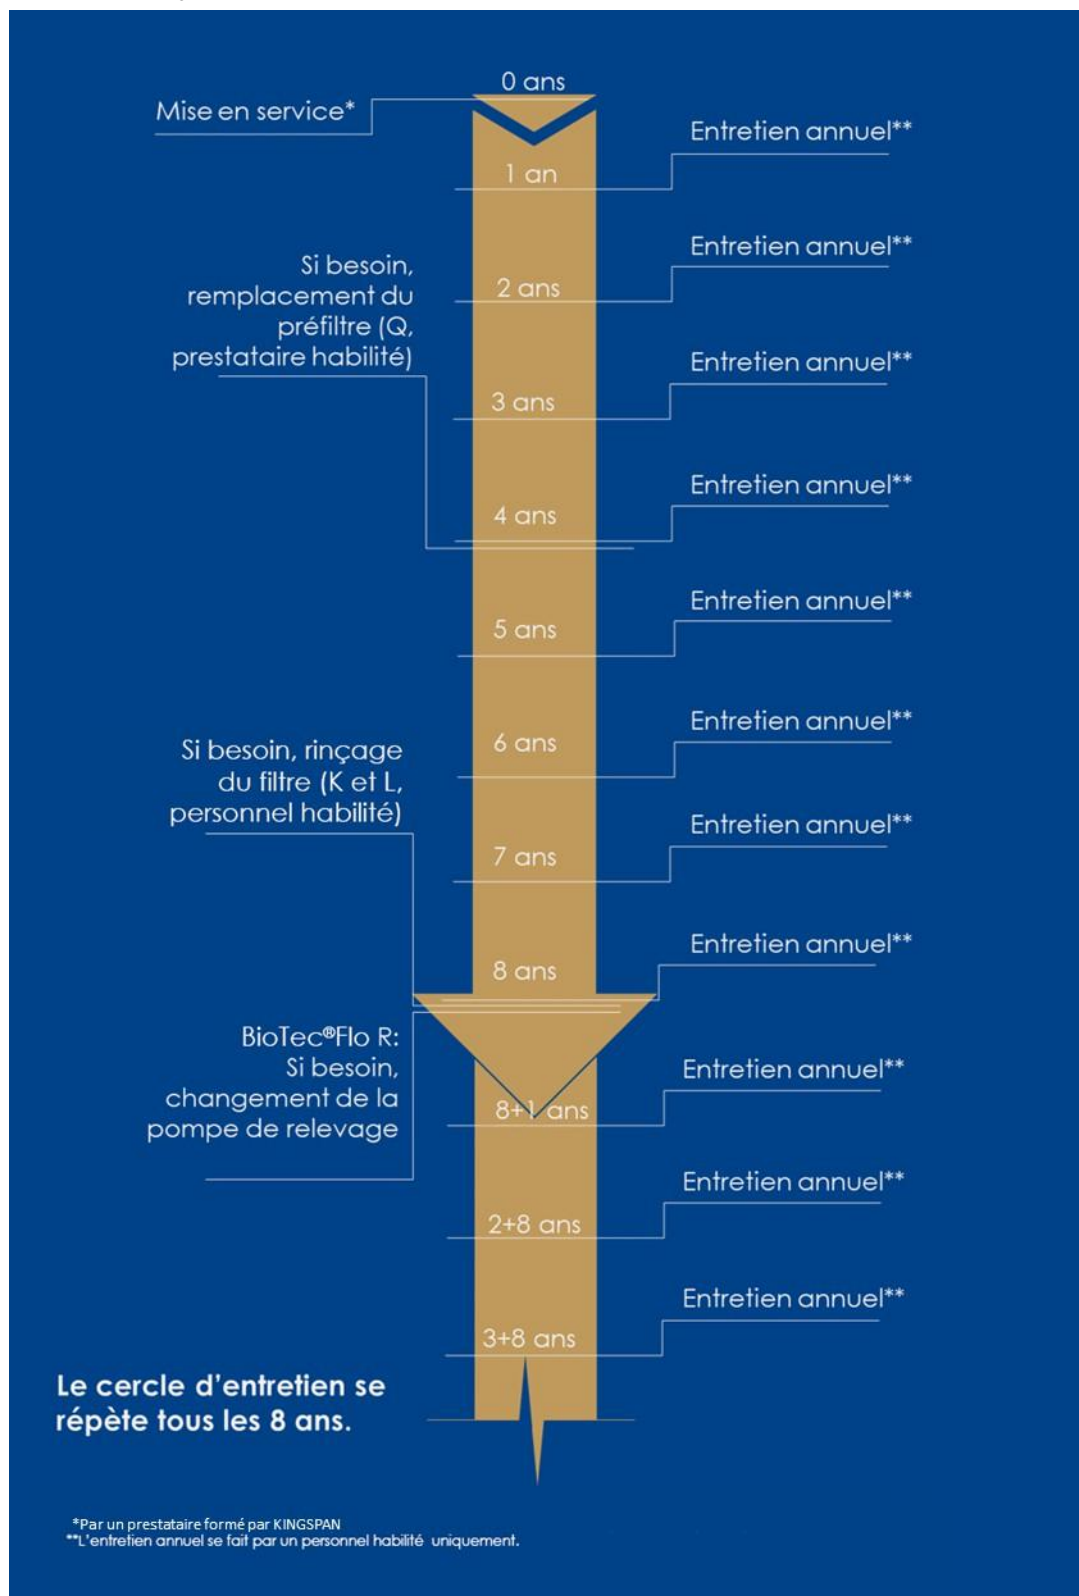 0 ans
Mise en service*
Entretien annuel**
1 an
Entretien annuel**
Si besoin,
remplacement du
préfiltre (Q,
prestataire habilité)
2 ans
Entretien annuel**
3 ans
Entretien annuel**
4 ans
Entretien annuel**
5 ans
Entretien annuel**
6 ans
Si besoin, rinçage
du filtre (K et L,
personnel habilité)
Entretien annuel**
7 ans
Entretien annuel**
8 ans
BioTec®Flo R:
Si besoin,
changement de la
pompe de relevage
Entretien annuel**
8+1 ans
Entretien annuel**
2+8 ans
Entretien annuel**
3+8 ans
Le cercle d'entretien se
répète tous les 8 ans.
*Par un prestataire formé par KINGSPAN
**L'entretien annuel se fait par un personnel habilité uniquement.